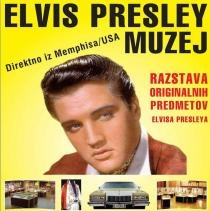 ELVIS PRESLEY
MUZEJ
Direktno iz Memphisa/USA
RAZSTAVA
ORIGINALNIH
PREDMETOV
ELVISA PRESLEYA